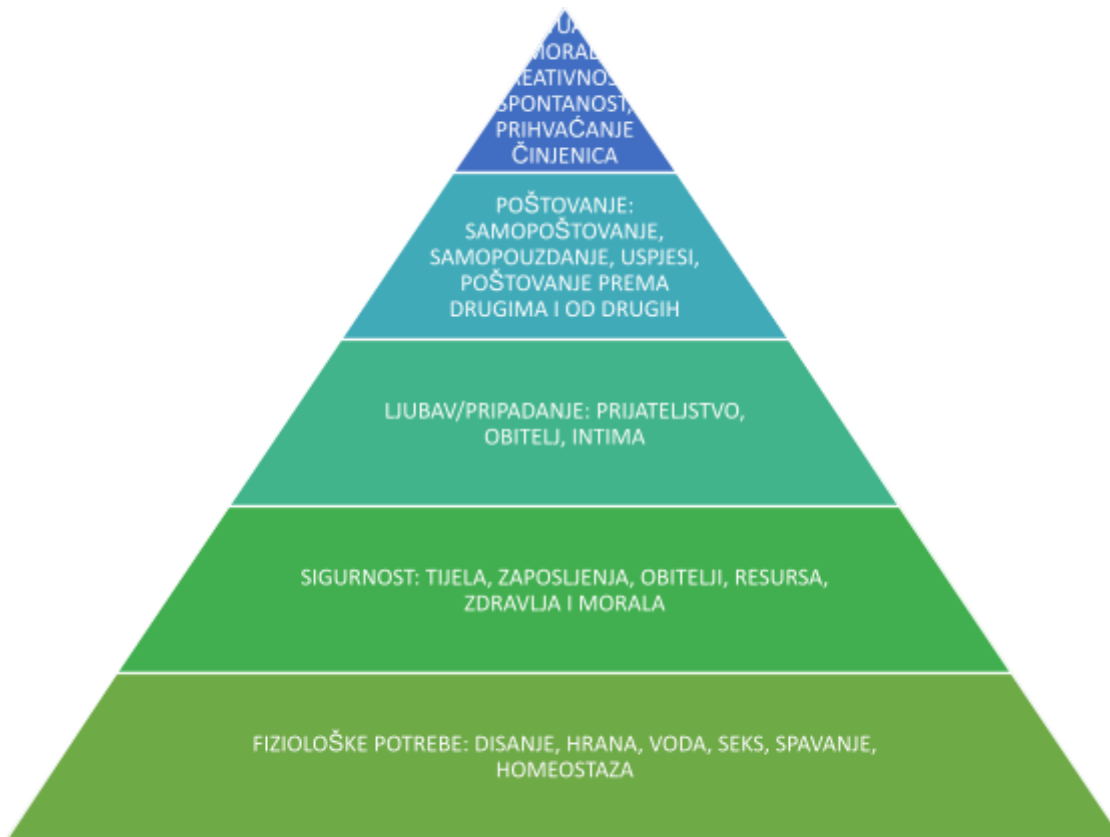 SPONTANOST,
PRIHVAĆANJE
ČINJENICA
POŠTOVANJE:
SAMOPOŠTOVANJE,
SAMOPOUZDANJE, USPJESI,
POŠTOVANJE PREMA
DRUGIMA I OD DRUGIH
LJUBAV/PRIPADANJE: PRIJATELJSTVO,
OBITELJ, INTIMA
SIGURNOST: TIJELA, ZAPOSLJENJA, OBITELJI, RESURSA,
ZDRAVLJA I MORALA
FIZIOLOŠKE POTREBE: DISANJE, HRANA, VODA, SEKS, SPAVANJE,
HOMEOSTAZA